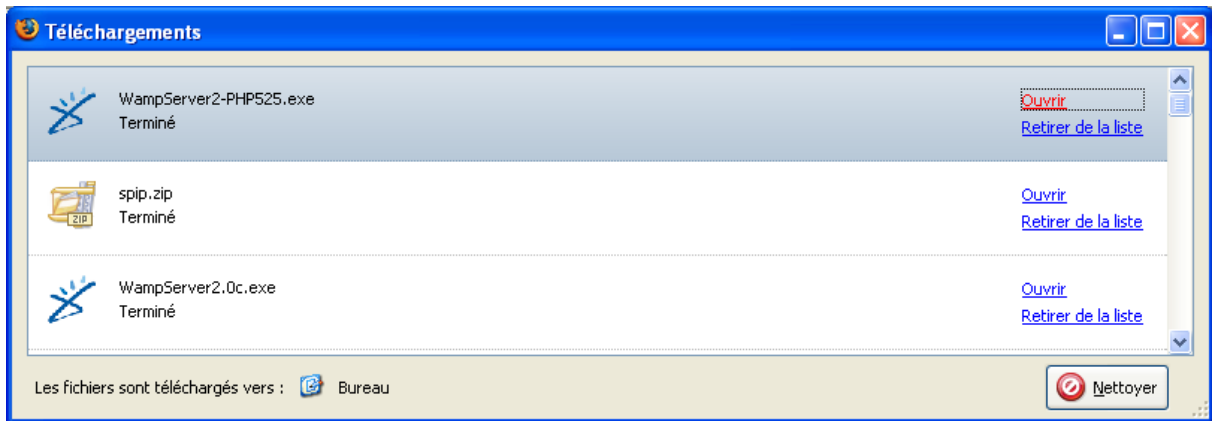 Téléchargements
WampServer2-PHP525.exe
Terminé
Ouvrir
Retirer de la liste
spip.zip
Terminé
Ouvrir
Retirer de la liste
ZIP
WampServer2.0c.exe
Terminé
Ouvrir
Retirer de la liste
Les fichiers sont téléchargés vers : Bureau
Nettoyer